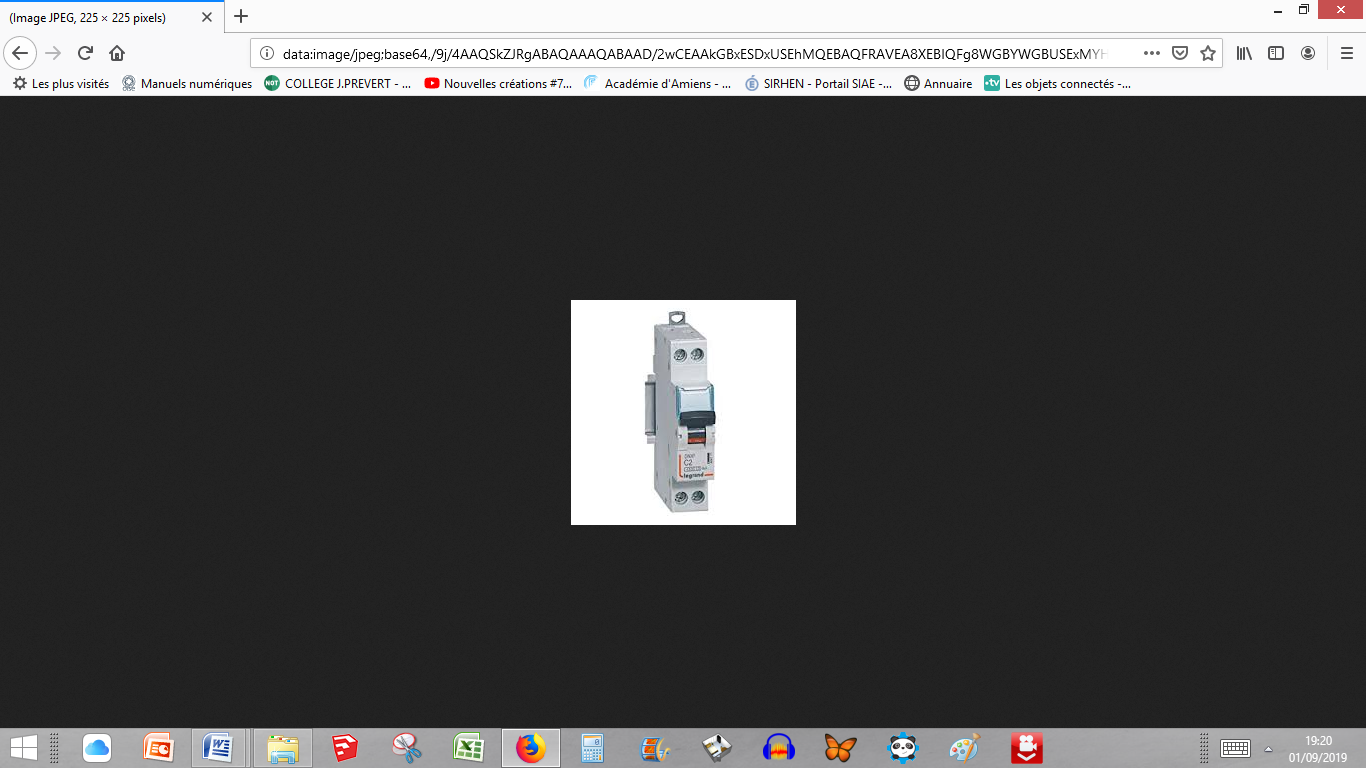 (Image JPEG, 225 × 225 pixels)
data:image/jpeg;base64,/9j/4AAQSkZJRgABAQAAAQABAAD/2wCEAAkGBxESDxUSEhMQEBAQFRAVEA8XEBIQFg8WGBYWGBUSExMYH
Les plus visités
Manuels numériques
COLLEGE J.PREVERT - ...
Nouvelles créations #7...
Académie d'Amiens - ...
SIRHEN - Portail SIAE -...
Annuaire
Les objets connectés -...
C2
legrand
19:20
01/09/2019